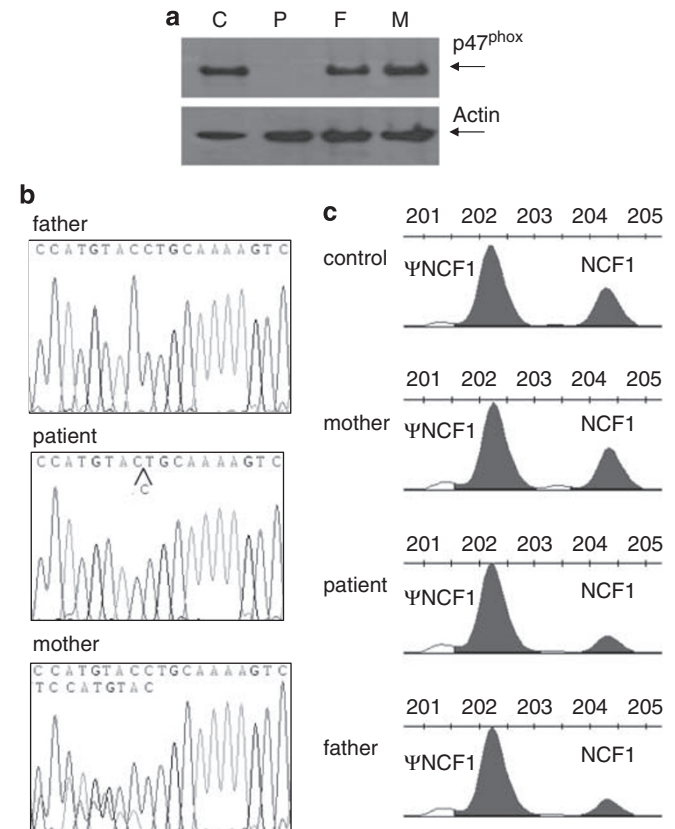 a C P F M
p47phox
Actin
b
father
CCATGTACCTGCAAAAGTC
patient
CCATGTACTGCAAAAGTC
C
mother
CCATGTACCTGCAAAAGTC
TCCATGTAC
c
201 202 203 204 205
control
ΨNCF1
NCF1
201 202 203 204 205
mother
ΨNCF1
NCF1
201 202 203 204 205
patient
ΨNCF1
NCF1
201 202 203 204 205
father
ΨNCF1
NCF1